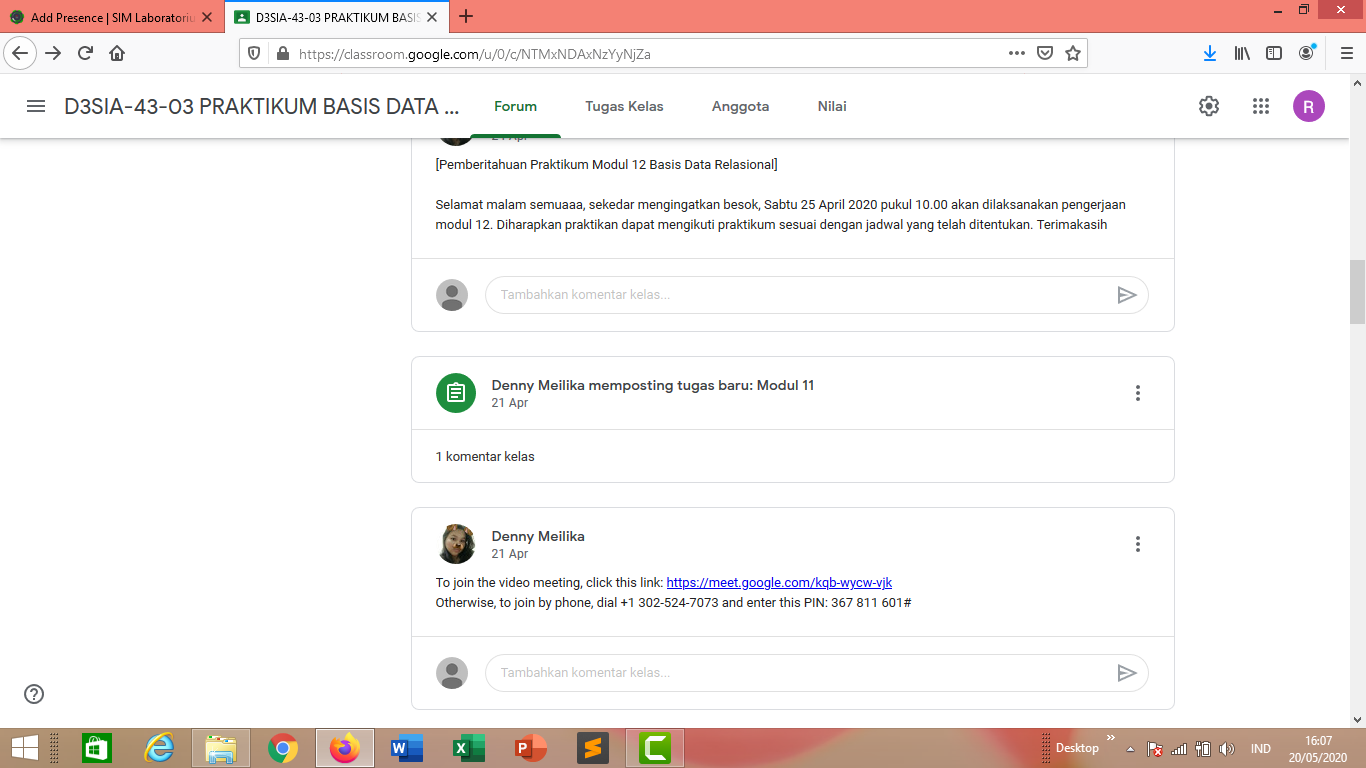 Add Presence | SIM Laboratoriu
D3SIA-43-03 PRAKTIKUM BASIS
https://classroom.google.com/u/0/c/NTMxNDAxNzYyNjZa
D3SIA-43-03 PRAKTIKUM BASIS DATA ...
Forum
Tugas Kelas
Anggota
Nilai
R
21 Apr
[Pemberitahuan Praktikum Modul 12 Basis Data Relasional]
Selamat malam semuaaa, sekedar mengingatkan besok, Sabtu 25 April 2020 pukul 10.00 akan dilaksanakan pengerjaan
modul 12. Diharapkan praktikan dapat mengikuti praktikum sesuai dengan jadwal yang telah ditentukan. Terimakasih
Tambahkan komentar kelas...
Denny Meilika memposting tugas baru: Modul 11
21 Apr
1 komentar kelas
Denny Meilika
21 Apr
To join the video meeting, click this link: https://meet.google.com/kqb-wycw-vjk
Otherwise, to join by phone, dial +1 302-524-7073 and enter this PIN: 367 811 601#
Tambahkan komentar kelas...
Desktop
IND
16:07
20/05/2020